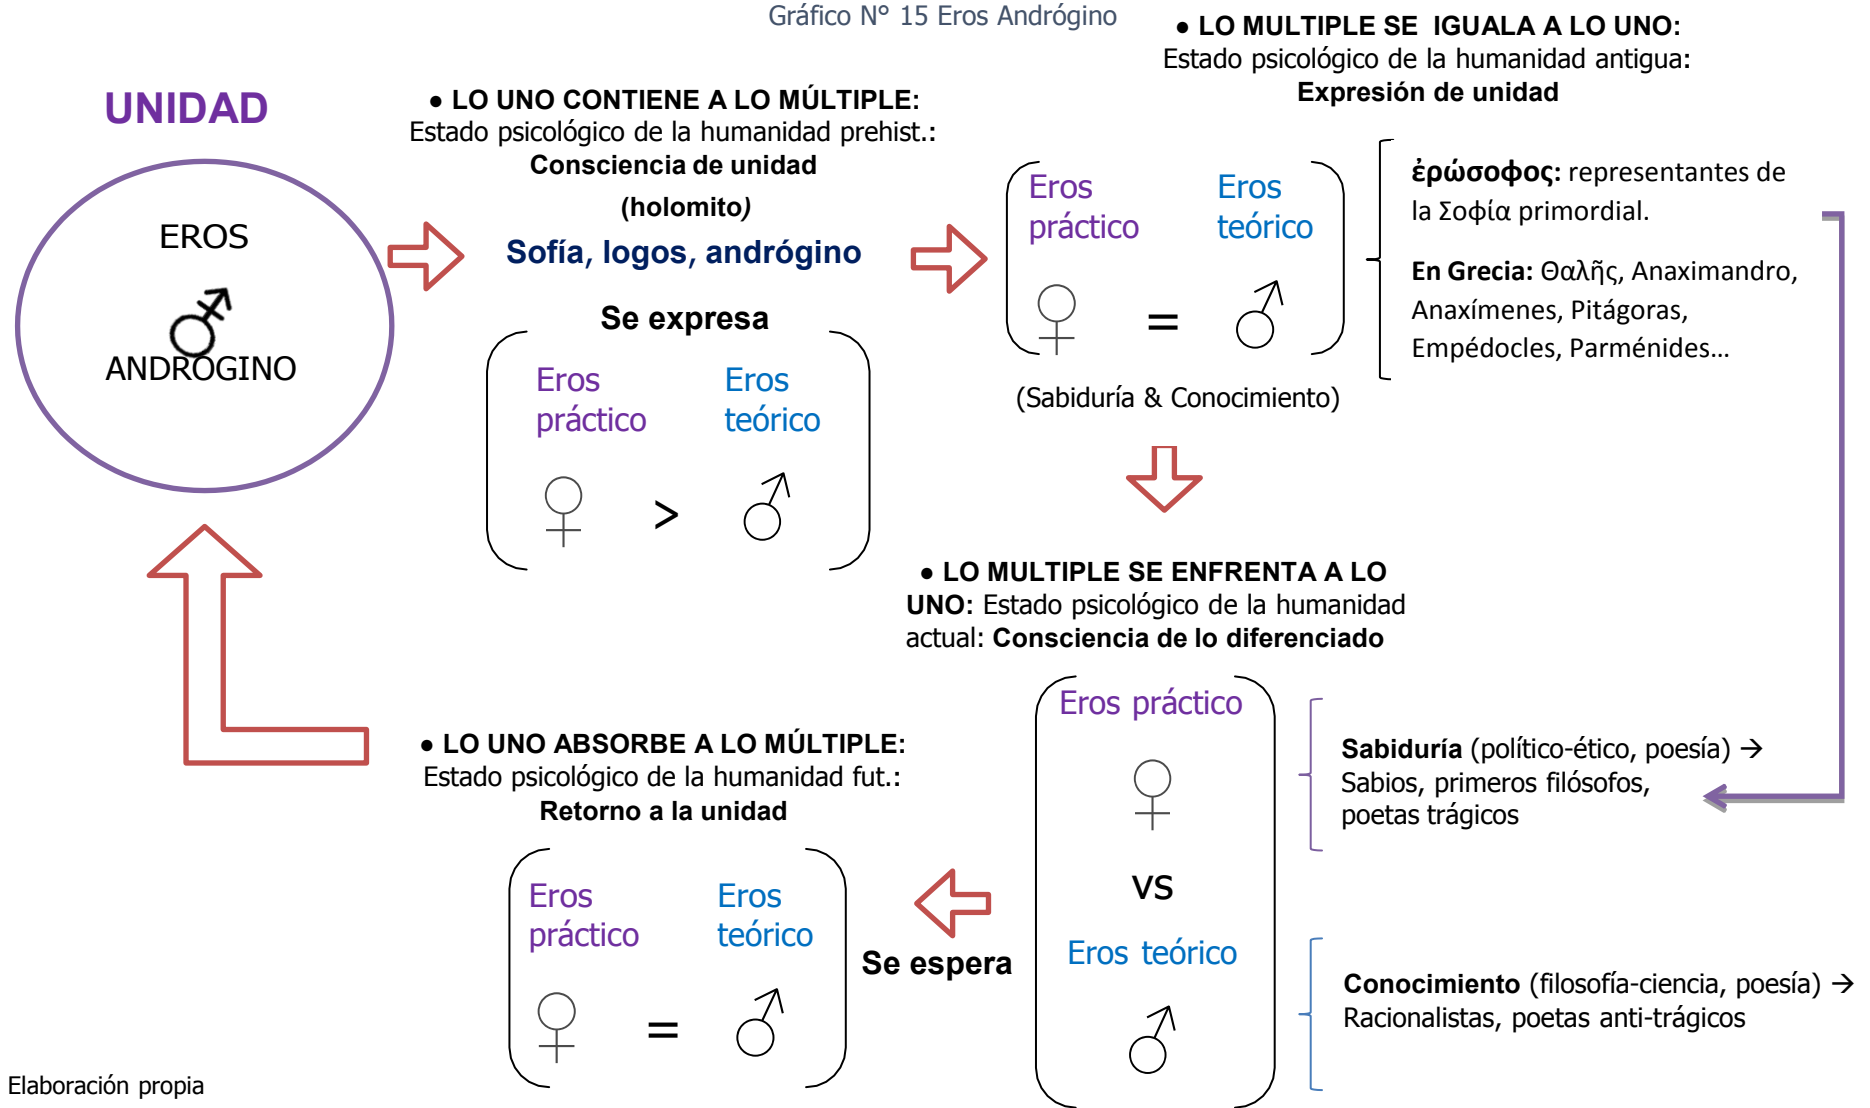 Gráfico N° 15 Eros Andrógino
UNIDAD
EROS
ANDRÓGINO
● LO UNO CONTIENE A LO MÚLTIPLE:
Estado psicológico de la humanidad prehist.:
Consciencia de unidad
(holomito)
Sofía, logos, andrógino
Se expresa
Eros
práctico
Eros
teórico
♀ > ♂
● LO MULTIPLE SE IGUALA A LO UNO:
Estado psicológico de la humanidad antigua:
Expresión de unidad
Eros
práctico
Eros
teórico
♀ = ♂
(Sabiduría & Conocimiento)
ἐρώσοφος: representantes de
la Σοφία primordial.
En Grecia: Θαλῆς, Anaximandro,
Anaxímenes, Pitágoras,
Empédocles, Parménides...
● LO MULTIPLE SE ENFRENTA A LO
UNO: Estado psicológico de la humanidad
actual: Consciencia de lo diferenciado
Eros práctico
♀
VS
Eros teórico
♂
Sabiduría (político-ético, poesía) →
Sabios, primeros filósofos,
poetas trágicos
Conocimiento (filosofía-ciencia, poesía) →
Racionalistas, poetas anti-trágicos
Se espera
● LO UNO ABSORBE A LO MÚLTIPLE:
Estado psicológico de la humanidad fut.:
Retorno a la unidad
Eros
práctico
Eros
teórico
♀ = ♂
Elaboración propia